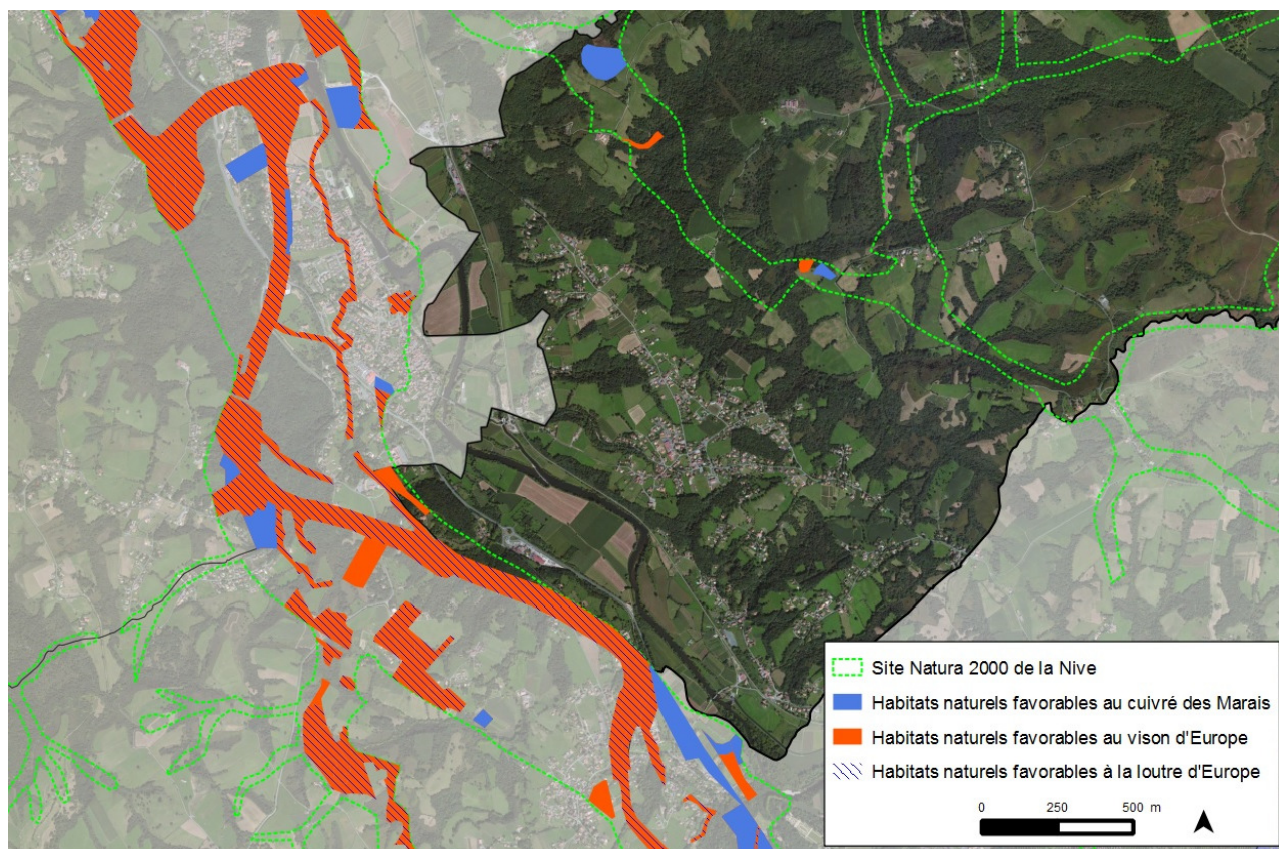 Site Natura 2000 de la Nive
Habitats naturels favorables au cuivré des Marais
Habitats naturels favorables au vison d'Europe
Habitats naturels favorables à la loutre d'Europe
0 250 500 m